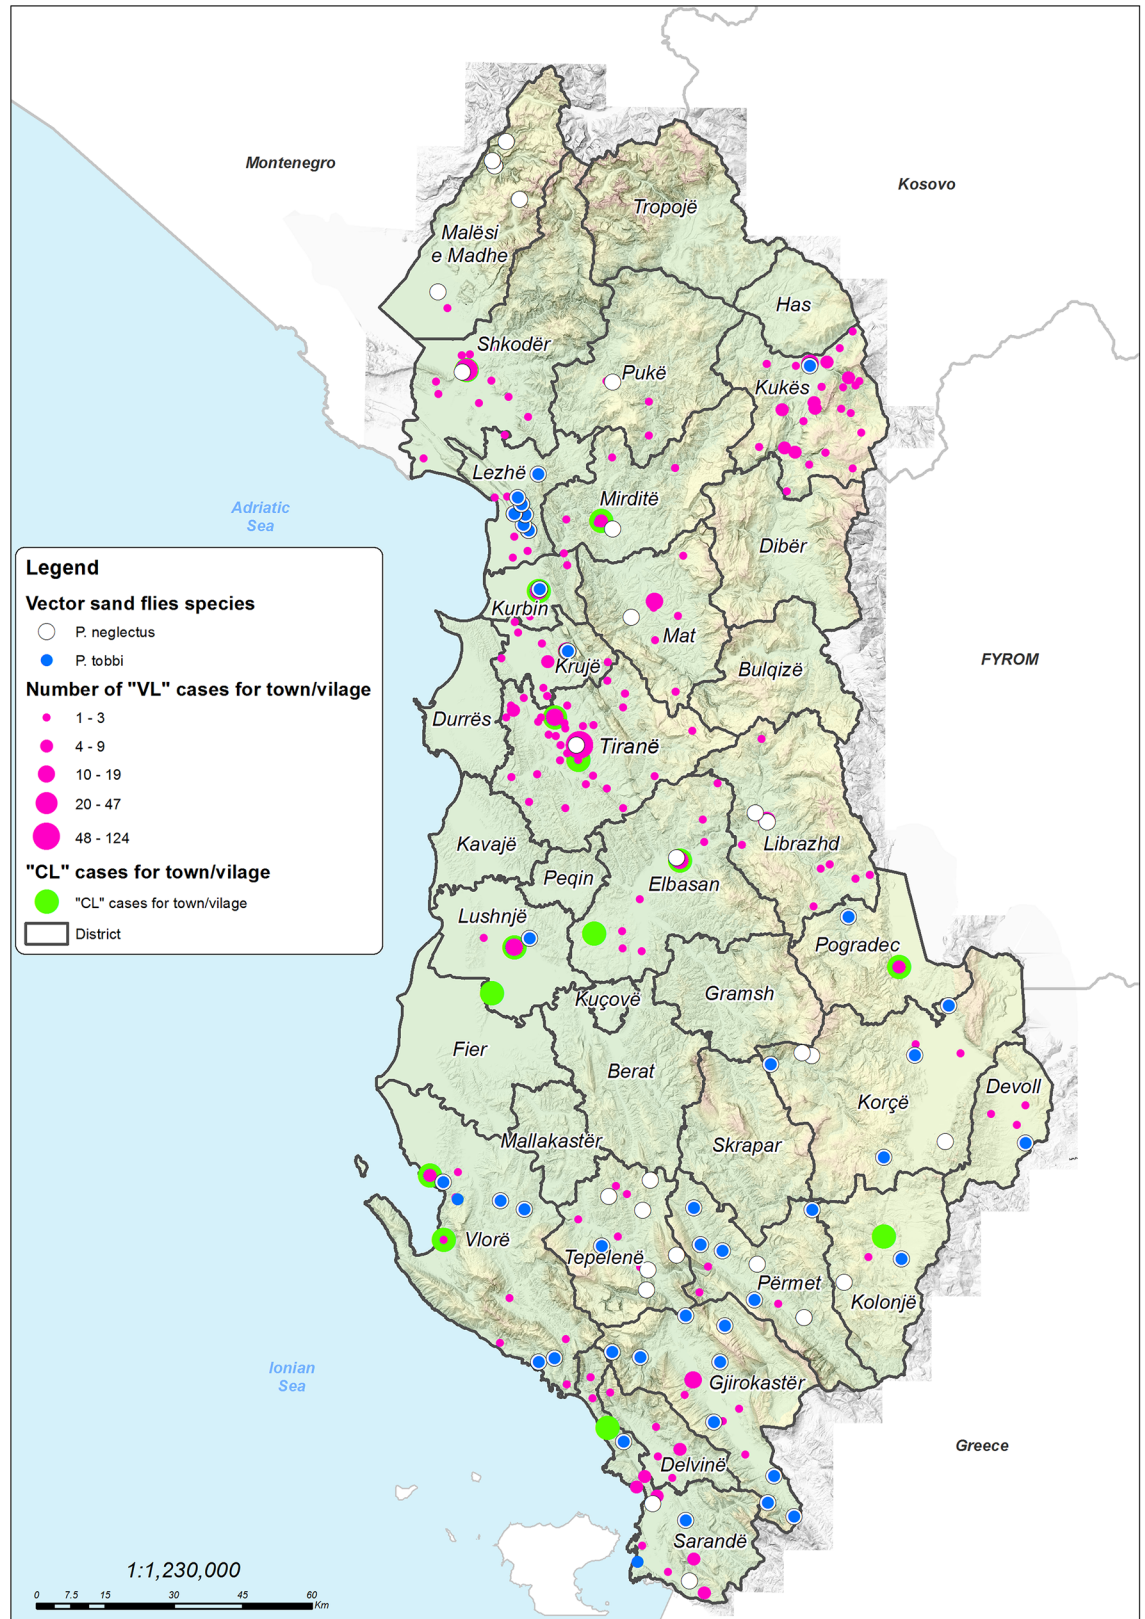 Montenegro
Kosovo
Tropojë
Malësi
e Madhe
Has
Shkodër
Pukë
Kukës
Lezhë
Mirditë
Adriatic
Sea
Dibër
Legend
Vector sand flies species
P. neglectus
P. tobbi
Number of "VL" cases for town/vilage
1 - 3
4 - 9
10 - 19
20 - 47
48 - 124
"CL" cases for town/vilage
"CL" cases for town/vilage
District
Kurbin
Mat
Krujë
Bulqizë
FYROM
Durrës
Tiranë
Kavajë
Librazhd
Peqin
Elbasan
Lushnjë
Pogradec
Gramsh
Kuçovë
Fier
Berat
Devoll
Korçë
Mallakastër
Skrapar
Vlorë
Tepelenë
Përmet
Kolonjë
Ionian
Sea
Gjirokastër
Greece
Delvinë
Sarandë
1:1,230,000
0 7.5 15 30 45 60
Km